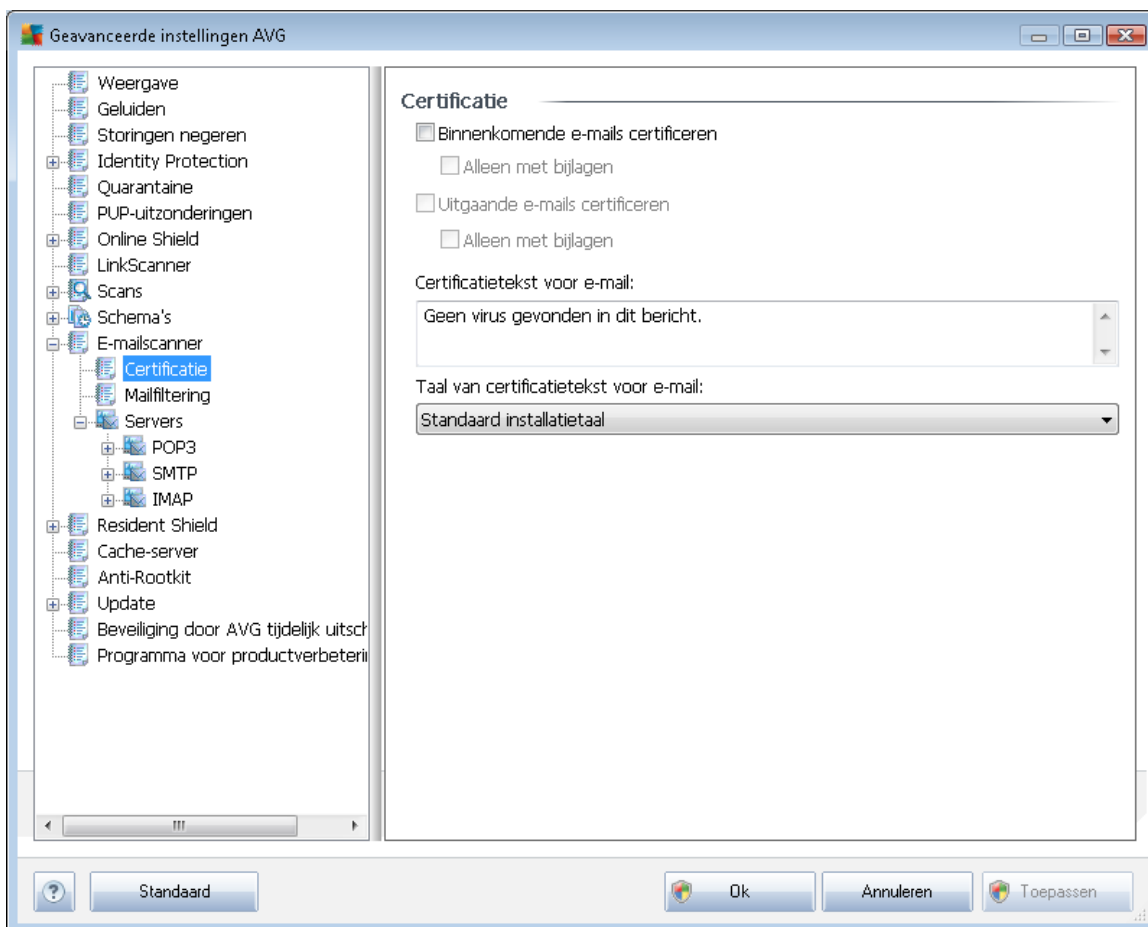 Geavanceerde instellingen AVG
Weergave
Geluiden
Storingen negeren
Identity Protection
Quarantaine
PUP-uitzonderingen
Online Shield
LinkScanner
Scans
Schema's
E-mailscanner
Certificatie
Mailfiltering
Servers
POP3
SMTP
IMAP
Resident Shield
Cache-server
Anti-Rootkit
Update
Beveiliging door AVG tijdelijk uitsch
Programma voor productverbeterin
Certificatie
Binnenkomende e-mails certificeren
Alleen met bijlagen
Uitgaande e-mails certificeren
Alleen met bijlagen
Certificatietekst voor e-mail:
Geen virus gevonden in dit bericht.
Taal van certificatietekst voor e-mail:
Standaard installatietaal
?
Standaard
Ok
Annuleren
Toepassen